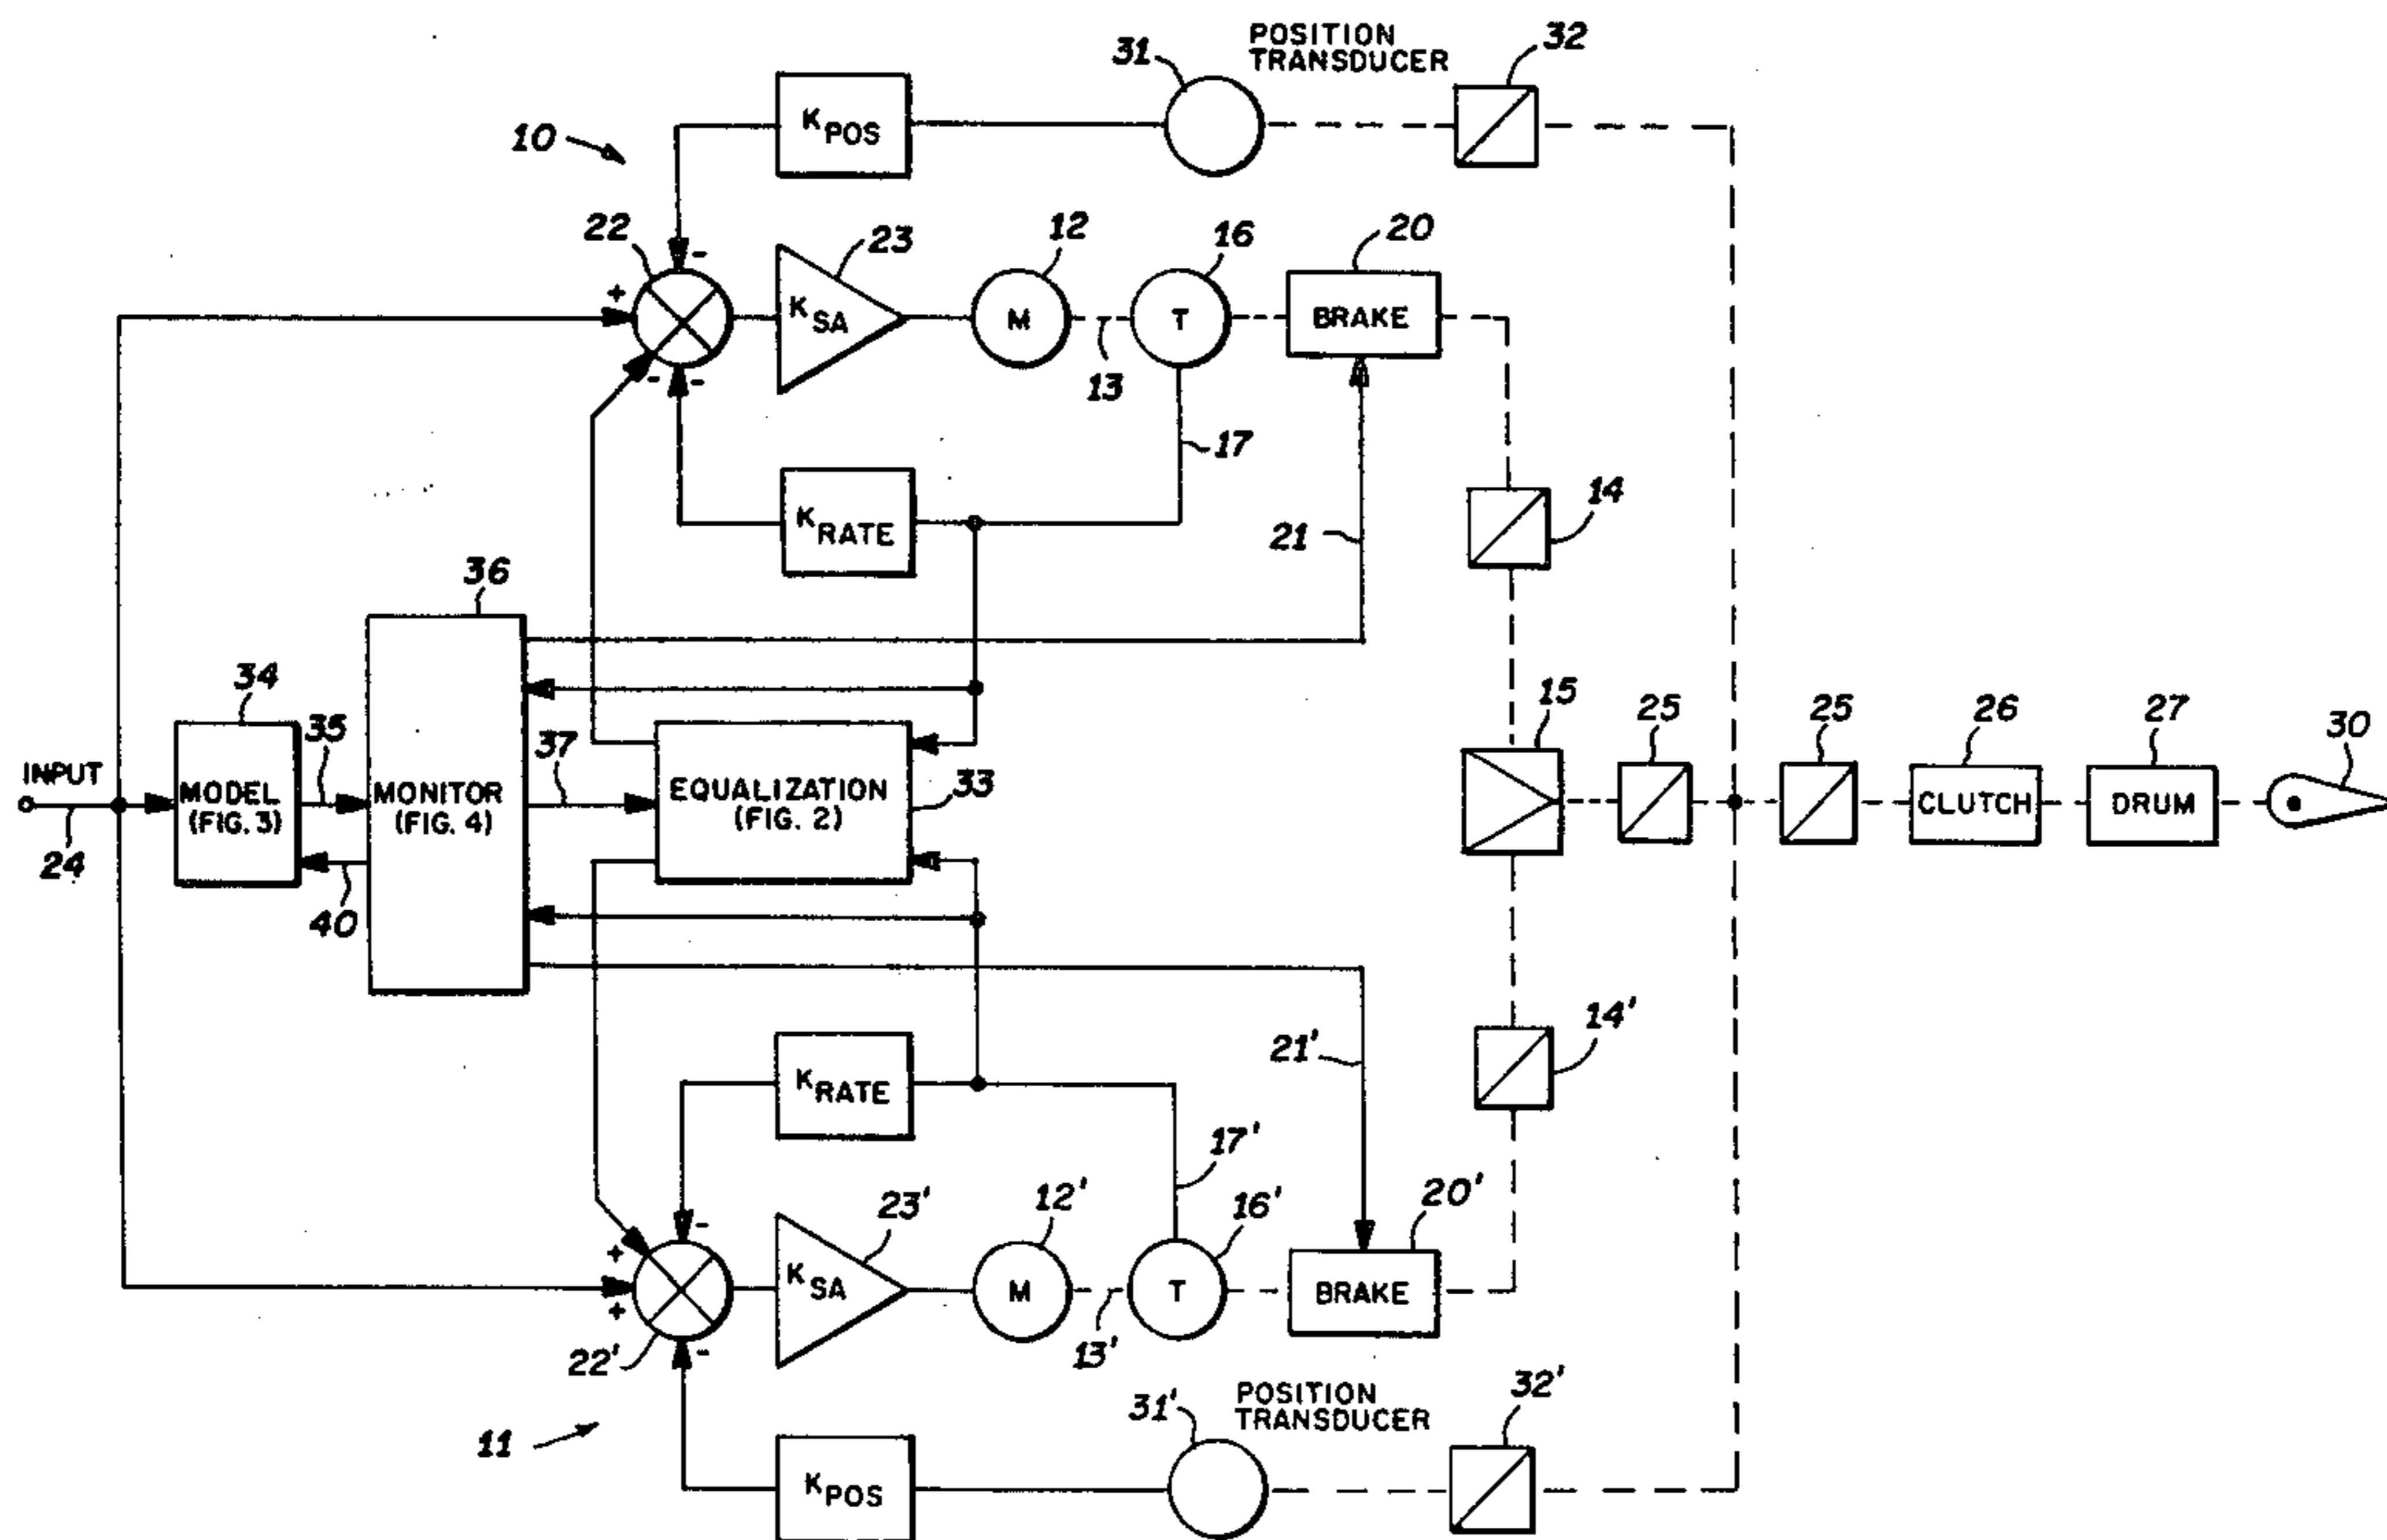 POSITION
TRANSDUCER
31
32
10
K POS
22
23
12
16
20
-
+
K SA
M
T
BRAKE
- -
13
17
K RATE
14
21
36
34
35
37
15
25
25
26
27
30
INPUT
MODEL
(FIG. 3)
MONITOR
(FIG. 4)
EQUALIZATION
(FIG. 2)
33
CLUTCH
DRUM
24
40
14'
21'
K RATE
17'
23'
12'
16'
20'
-
+
+
K SA
M
T
BRAKE
22'
-
13'
POSITION
TRANSDUCER
31'
32'
11
K POS